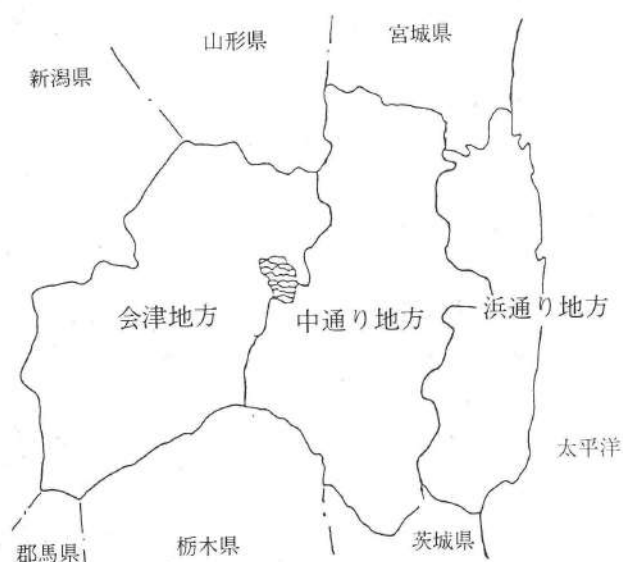 山形県
宮城県
新潟県
会津地方
中通り地方
浜通り地方
太平洋
郡馬県
栃木県
茨城県